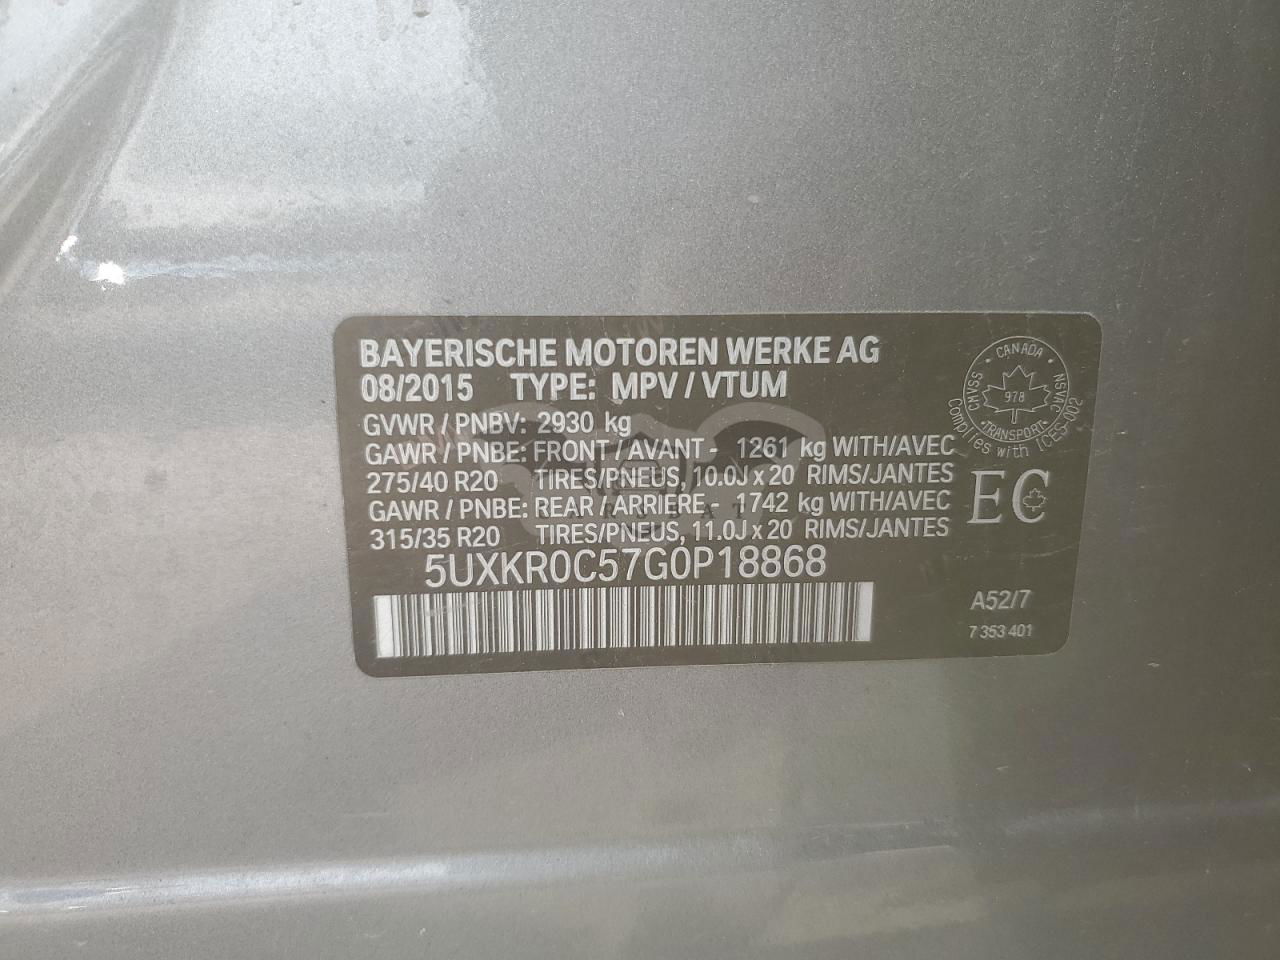 BAYERISCHE MOTOREN WERKE AG
08/2015 TYPE: MPV / VTUM
GVWR / PNBV: 2930 kg
GAWR / PNBE: FRONT / AVANT - 1261 kg WITH/AVEC
275/40 R20 TIRES/PNEUS, 10.0J x 20 RIMS/JANTES
GAWR / PNBE: REAR / ARRIERE - 1742 kg WITH/AVEC
315/35 R20 TIRES/PNEUS, 11.0J x 20 RIMS/JANTES
5UXKR0C57G0P18868
CANADA
CMVSS NSVAC
978
TRANSPORT
Complies with ICES-002
EC
A52/7
7 353 401